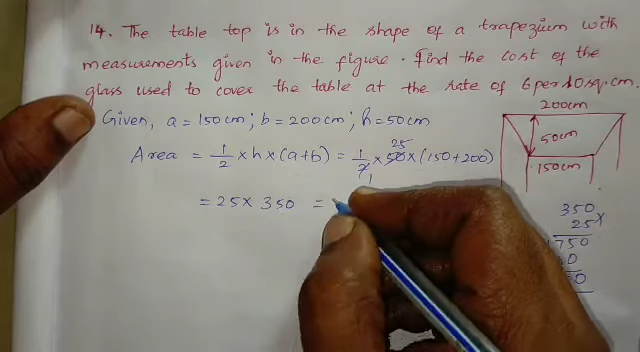 14. The table top is in the shape of a trapezium with
measurements given in the figure. Find the cost of the
glass used to cover the table at the rate of 6 per 10 sq. cm.
Given, a = 150 cm; b = 200 cm; h = 50 cm
Area = 1/2 × h × (a+b) = 1/2 × 50 × (150+200)
25
1
= 25 × 350 =
200cm
50cm
150cm
350
25×
1750
0
50